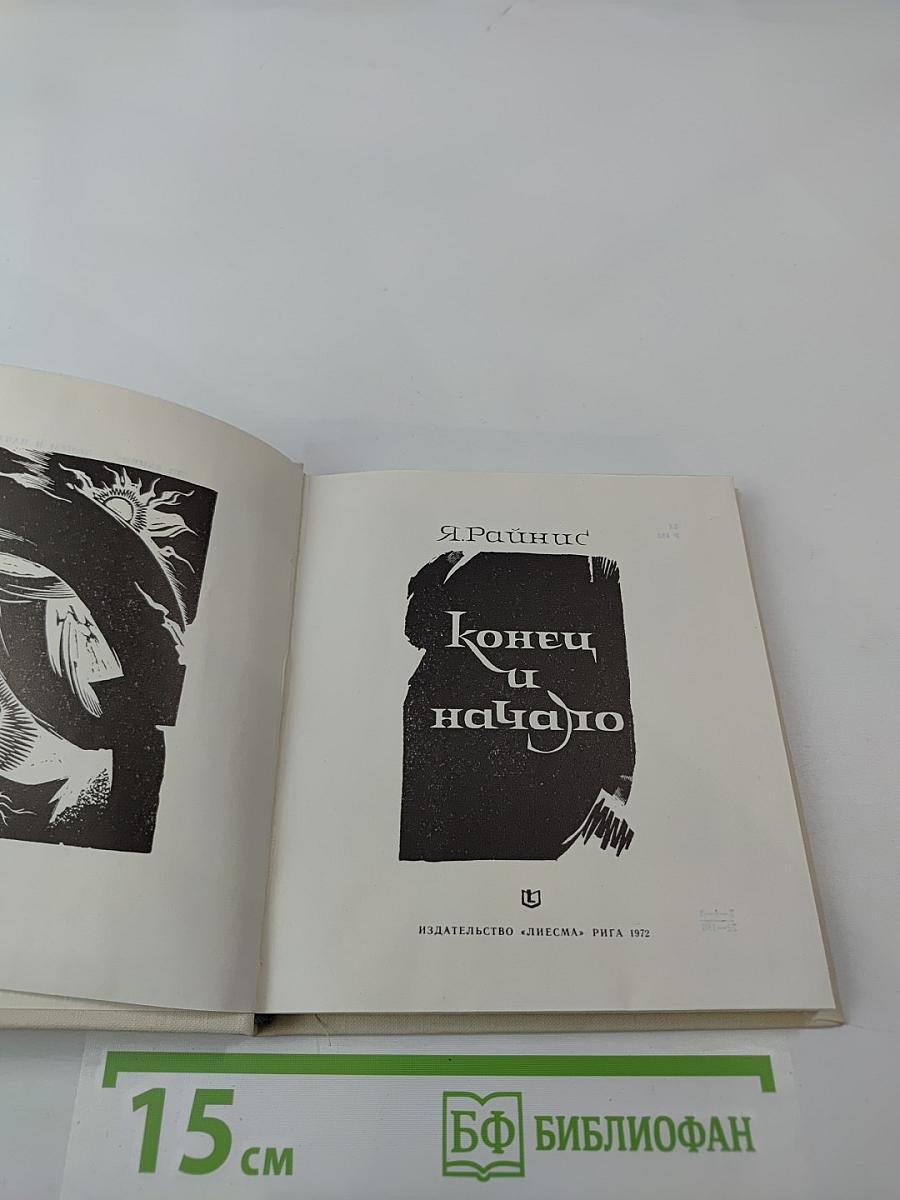 Я.Райнис
Конец
и
начало
ИЗДАТЕЛЬСТВО «ЛИЕСМА» РИГА 1972
15 см
БФ БИБЛИОФАН